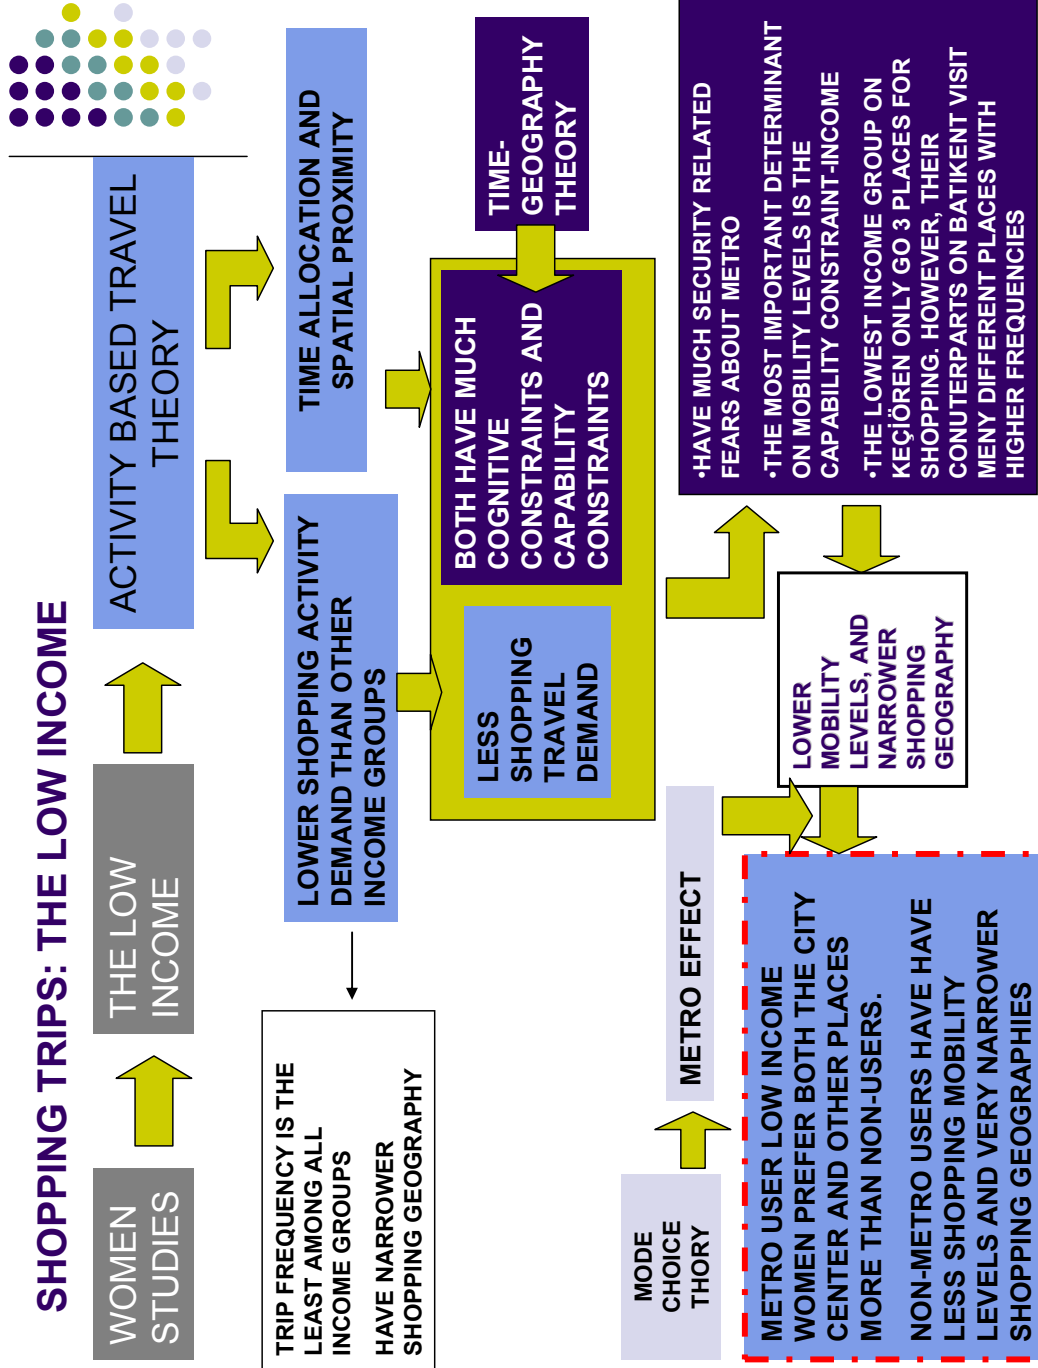 SHOPPING TRIPS: THE LOW INCOME
WOMEN
STUDIES
THE LOW
INCOME
ACTIVITY BASED TRAVEL
THEORY
TRIP FREQUENCY IS THE
LEAST AMONG ALL
INCOME GROUPS
HAVE NARROWER
SHOPPING GEOGRAPHY
LOWER SHOPPING ACTIVITY
DEMAND THAN OTHER
INCOME GROUPS
TIME ALLOCATION AND
SPATIAL PROXIMITY
LESS
SHOPPING
TRAVEL
DEMAND
BOTH HAVE MUCH
COGNITIVE
CONSTRAINTS AND
CAPABILITY
CONSTRAINTS
TIME-
GEOGRAPHY
THEORY
MODE
CHOICE
THORY
METRO EFFECT
LOWER
MOBILITY
LEVELS, AND
NARROWER
SHOPPING
GEOGRAPHY
•HAVE MUCH SECURITY RELATED
FEARS ABOUT METRO
•THE MOST IMPORTANT DETERMINANT
ON MOBILITY LEVELS IS THE
CAPABILITY CONSTRAINT-INCOME
•THE LOWEST INCOME GROUP ON
KEÇİÖREN ONLY GO 3 PLACES FOR
SHOPPING. HOWEVER, THEIR
CONUTERPARTS ON BATIKENT VISIT
MENY DIFFERENT PLACES WITH
HIGHER FREQUENCIES
METRO USER LOW INCOME
WOMEN PREFER BOTH THE CITY
CENTER AND OTHER PLACES
MORE THAN NON-USERS.
NON-METRO USERS HAVE HAVE
LESS SHOPPING MOBILITY
LEVELS AND VERY NARROWER
SHOPPING GEOGRAPHIES